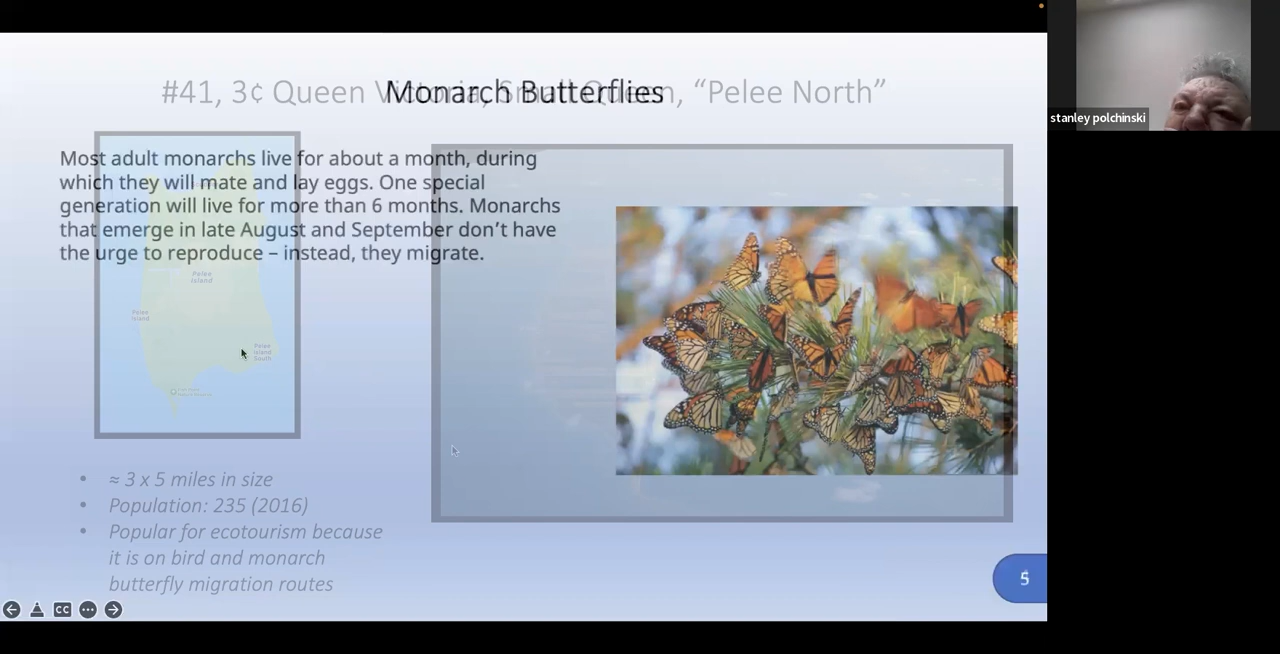 #41, 3¢ Queen Victoria, Small Queen, “Pelee North”
Monarch Butterflies
Most adult monarchs live for about a month, during
which they will mate and lay eggs. One special
generation will live for more than 6 months. Monarchs
that emerge in late August and September don’t have
the urge to reproduce – instead, they migrate.
Pelee
Island
Pelee
Island
Pelee
Island
South
• ≈ 3 x 5 miles in size
• Population: 235 (2016)
• Popular for ecotourism because
it is on bird and monarch
butterfly migration routes
5
CC
stanley polchinski